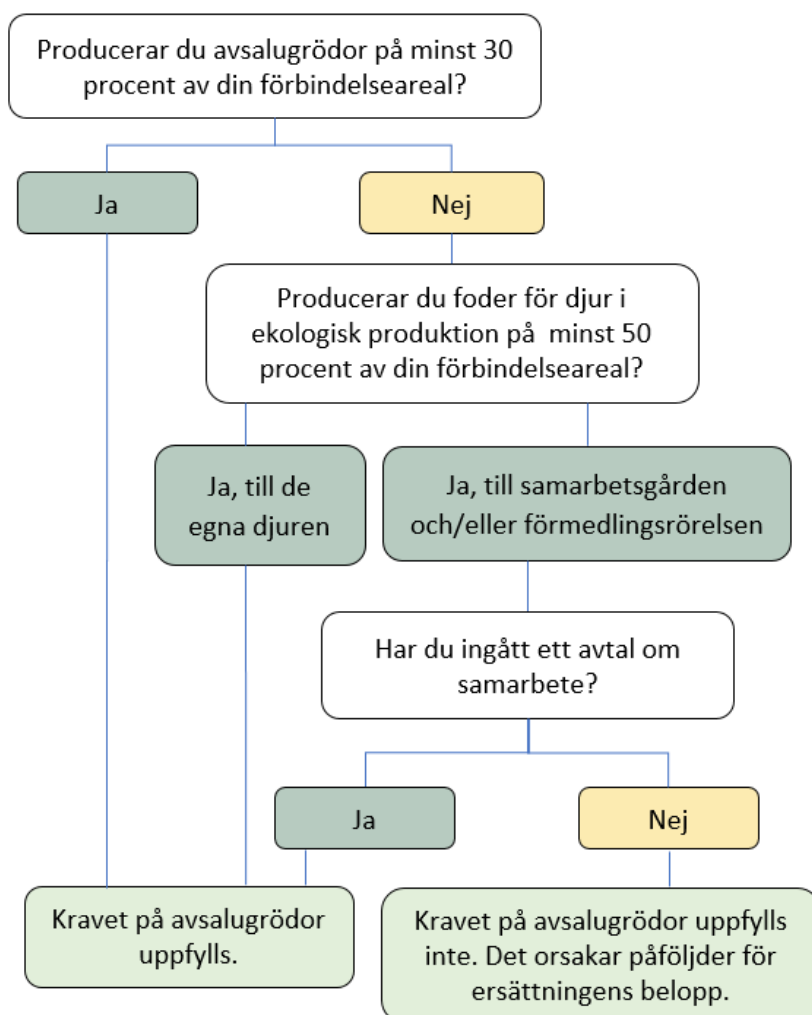 Producerar du avsalugrödor på minst 30
procent av din förbindelseareal?
Ja
Nej
Producerar du foder för djur i
ekologisk produktion på minst 50
procent av din förbindelseareal?
Ja, till de
egna djuren
Ja, till samarbetsgården
och/eller förmedlingsrörelsen
Har du ingått ett avtal om
samarbete?
Ja
Nej
Kravet på avsalugrödor
uppfylls.
Kravet på avsalugrödor uppfylls
inte. Det orsakar påföljder för
ersättningens belopp.